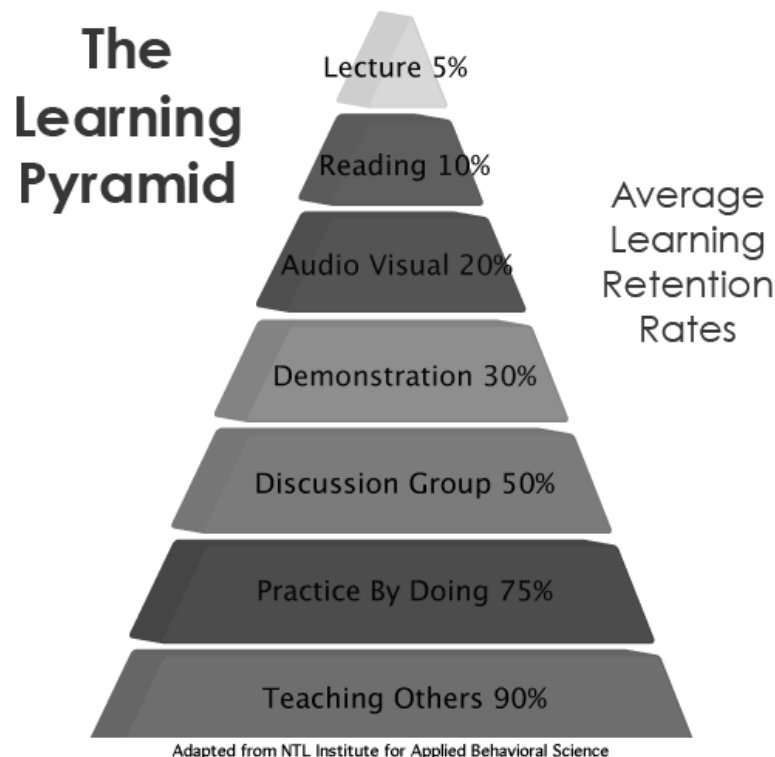 The
Learning
Pyramid
Lecture 5%
Reading 10%
Audio Visual 20%
Demonstration 30%
Discussion Group 50%
Practice By Doing 75%
Teaching Others 90%
Average
Learning
Retention
Rates
Adapted from NTL Institute for Applied Behavioral Science